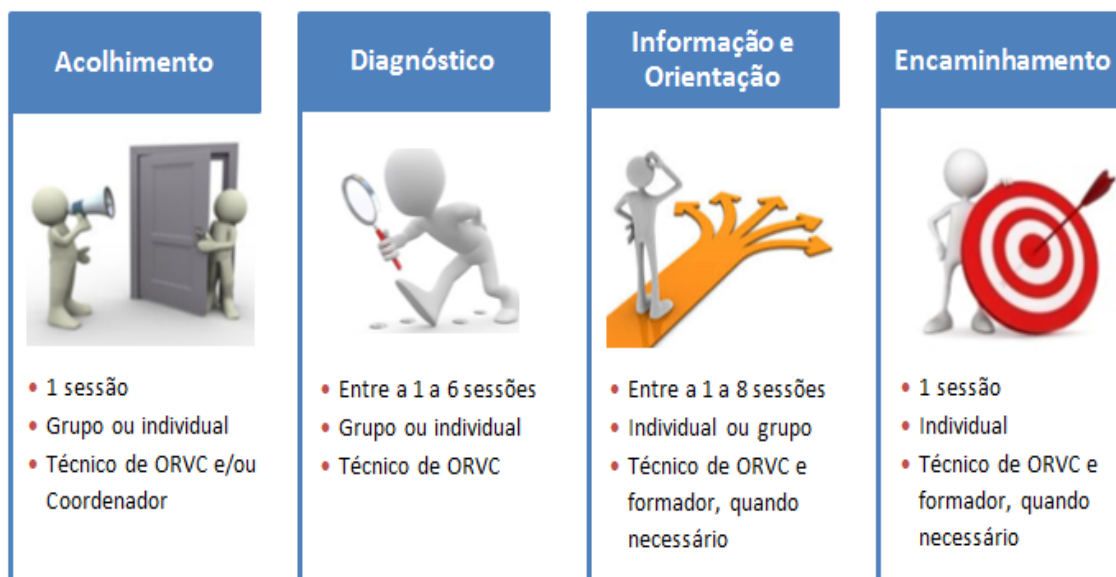 Acolhimento
• 1 sessão
• Grupo ou individual
• Técnico de ORVC e/ou
Coordenador
Diagnóstico
• Entre a 1 a 6 sessões
• Grupo ou individual
• Técnico de ORVC
Informação e
Orientação
• Entre a 1 a 8 sessões
• Individual ou grupo
• Técnico de ORVC e
formador, quando
necessário
Encaminhamento
• 1 sessão
• Individual
• Técnico de ORVC e
formador, quando
necessário